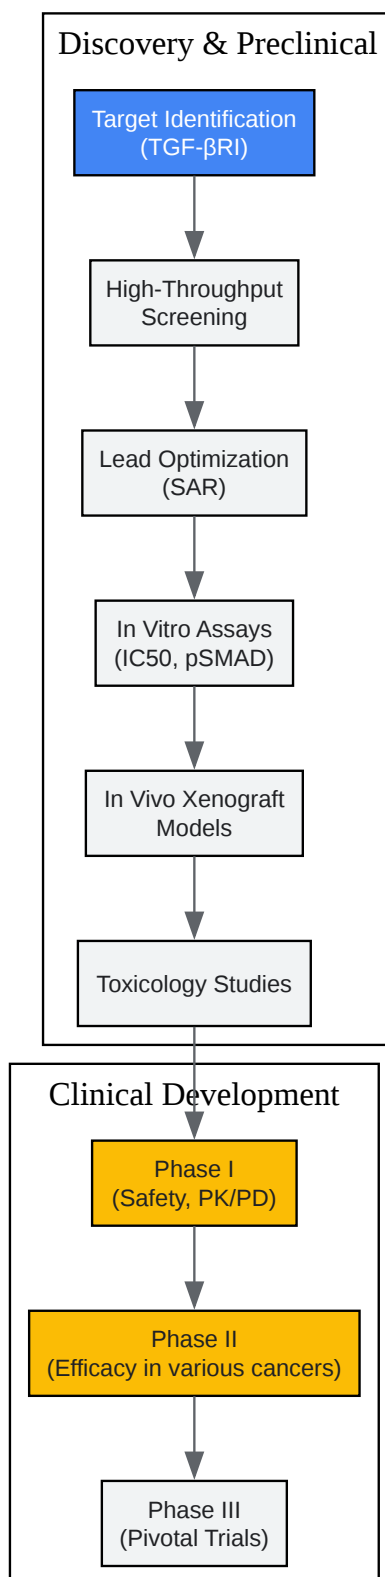 Discovery & Preclinical
Target Identification
(TGF-βRI)
High-Throughput
Screening
Lead Optimization
(SAR)
In Vitro Assays
(IC50, pSMAD)
In Vivo Xenograft
Models
Toxicology Studies
Clinical Development
Phase I
(Safety, PK/PD)
Phase II
(Efficacy in various cancers)
Phase III
(Pivotal Trials)